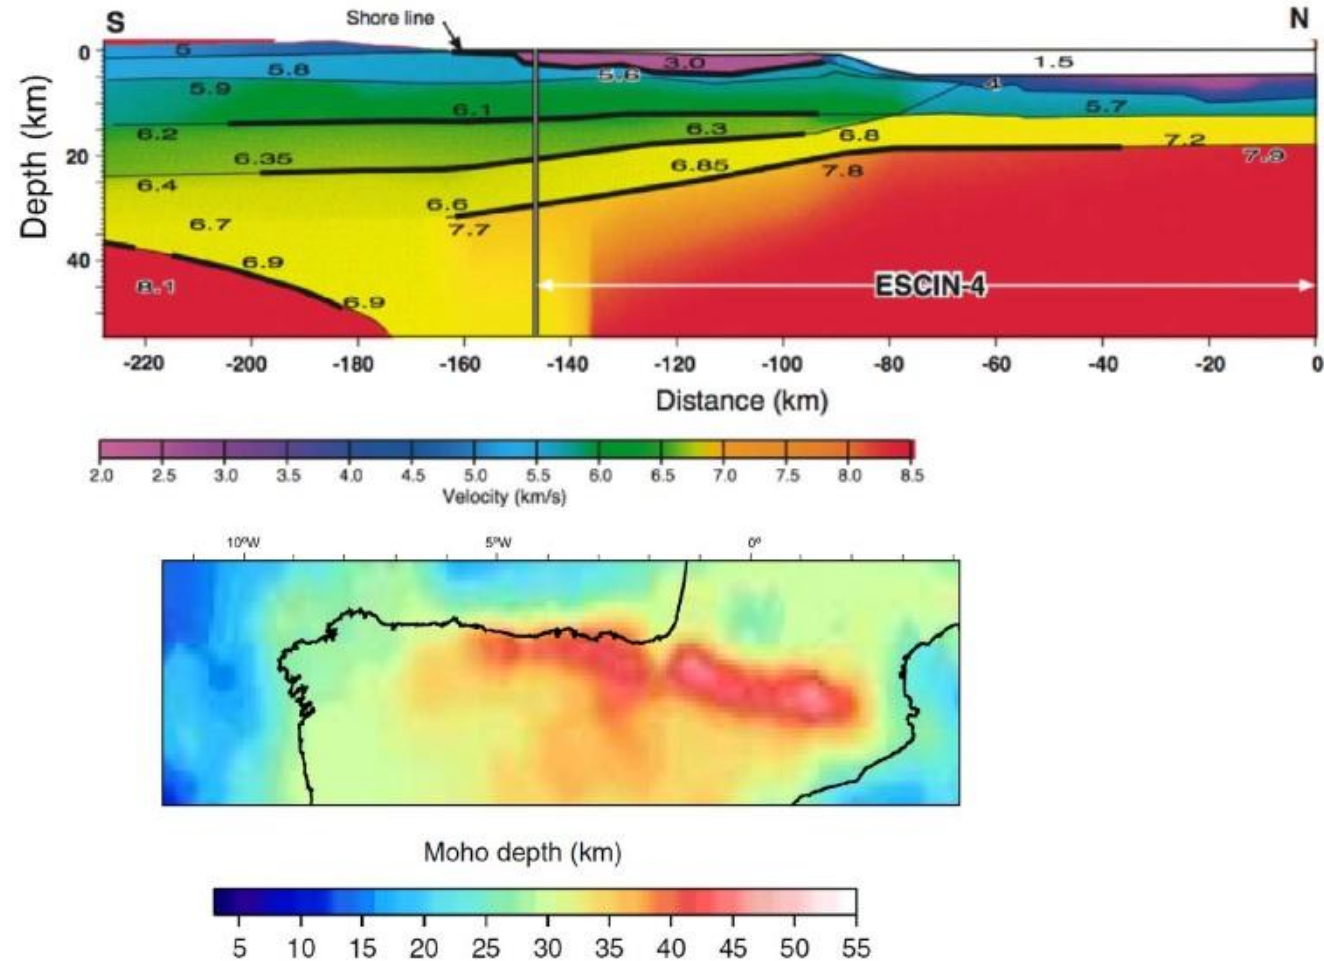 S
N
Shore line
0
5
3.0
1.5
5.8
5.6
4
5.9
5.7
6.1
6.2
6.3
6.8
7.2
20
6.35
6.85
7.8
7.9
6.4
6.6
6.7
7.7
40
6.9
8.1
ESCIN-4
6.9
Depth (km)
-220 -200 -180 -160 -140 -120 -100 -80 -60 -40 -20 0
Distance (km)
2.0 2.5 3.0 3.5 4.0 4.5 5.0 5.5 6.0 6.5 7.0 7.5 8.0 8.5
Velocity (km/s)
10ºW 5ºW 0º
Moho depth (km)
5 10 15 20 25 30 35 40 45 50 55